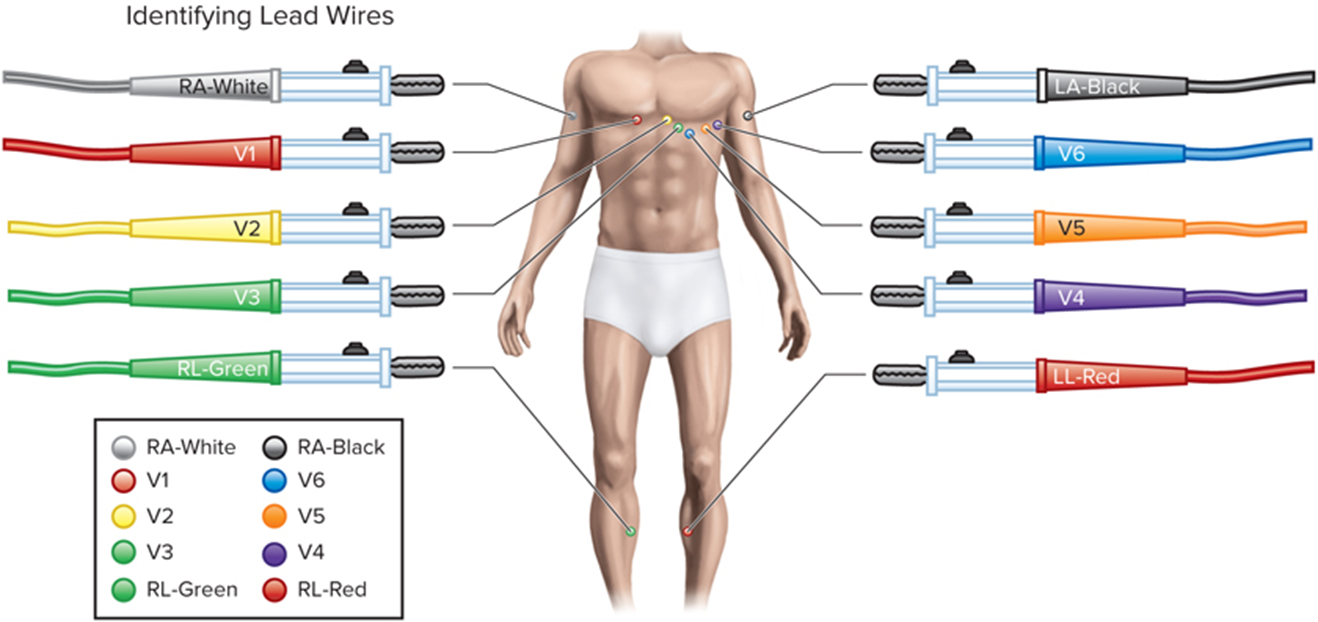 Identifying Lead Wires
RA-White
LA-Black
V1
V6
V2
V5
V3
V4
RL-Green
LL-Red
RA-White
RA-Black
V1
V6
V2
V5
V3
V4
RL-Green
RL-Red